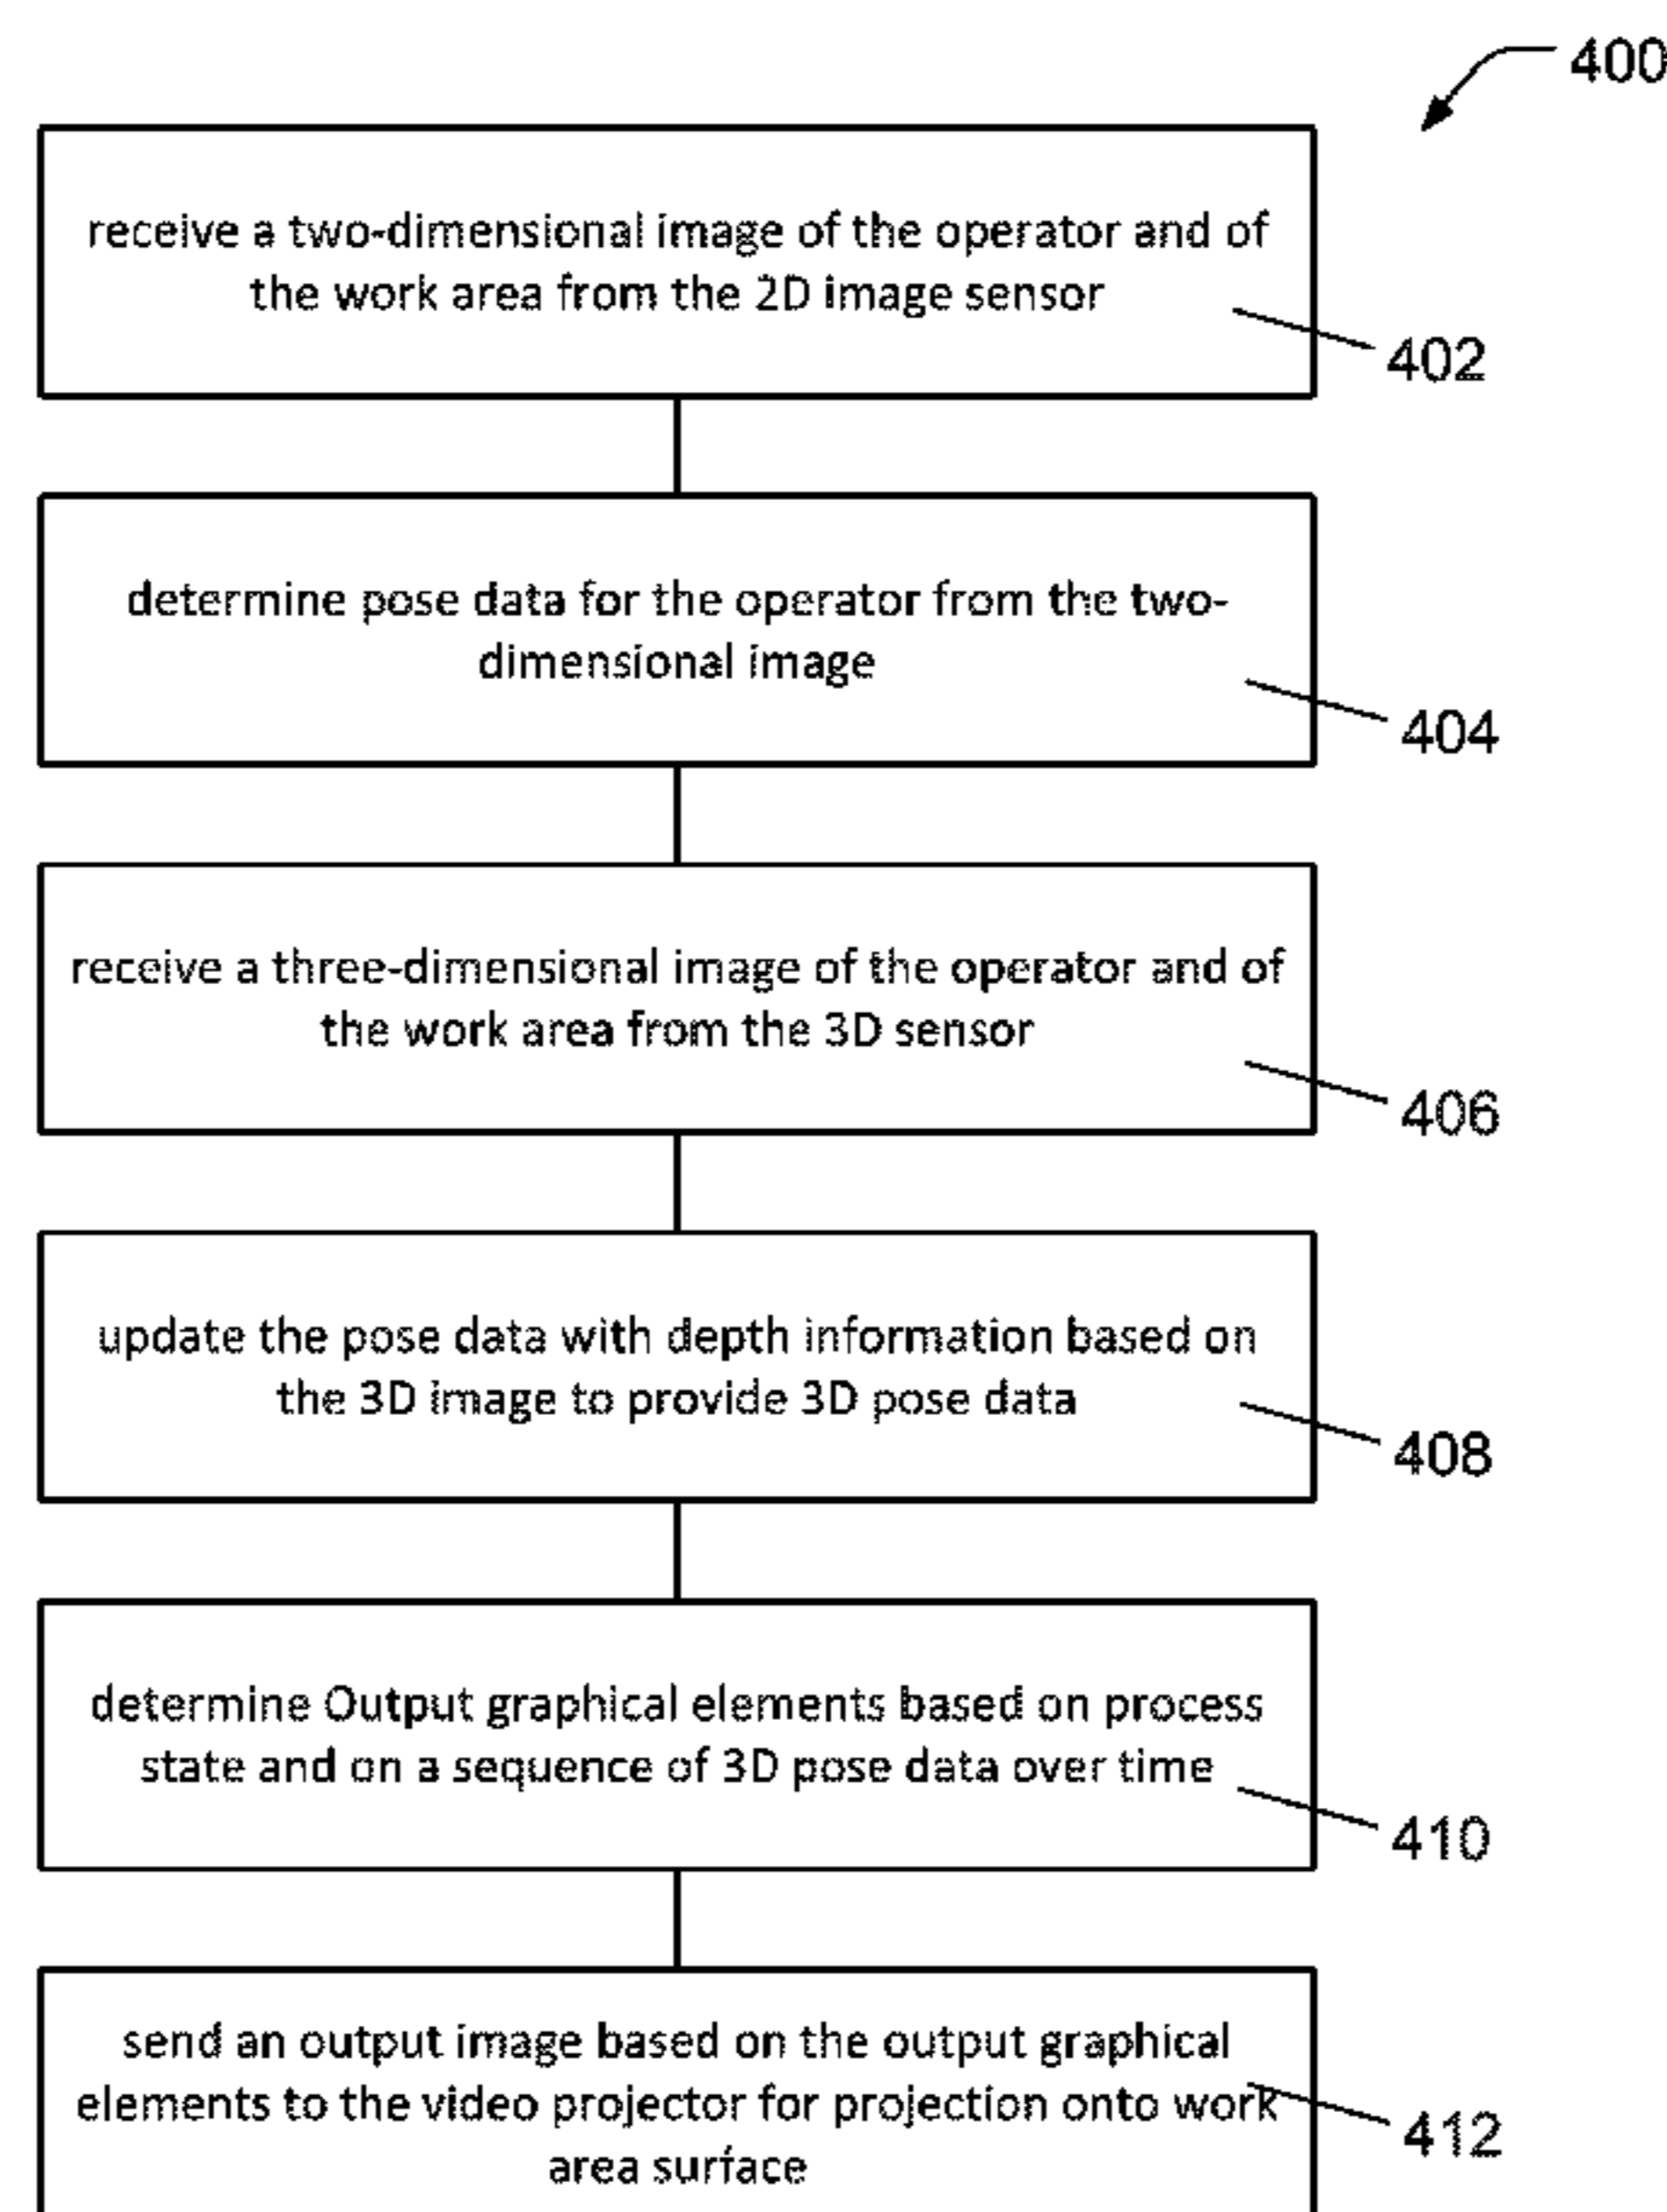 400
receive a two-dimensional image of the operator and of
the work area from the 2D image sensor
402
determine pose data for the operator from the two-
dimensional image
404
receive a three-dimensional image of the operator and of
the work area from the 3D sensor
406
update the pose data with depth information based on
the 3D image to provide 3D pose data
408
determine Output graphical elements based on process
state and on a sequence of 3D pose data over time
410
send an output image based on the output graphical
elements to the video projector for projection onto work
area surface
412